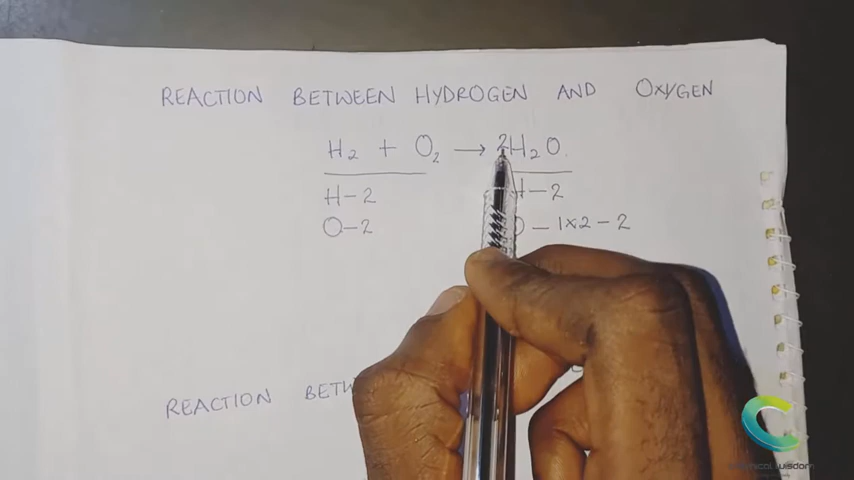 REACTION BETWEEN HYDROGEN AND OXYGEN
H₂ + O₂ → 2H₂O
H-2 H-2
O-2 O-1×2-2
REACTION